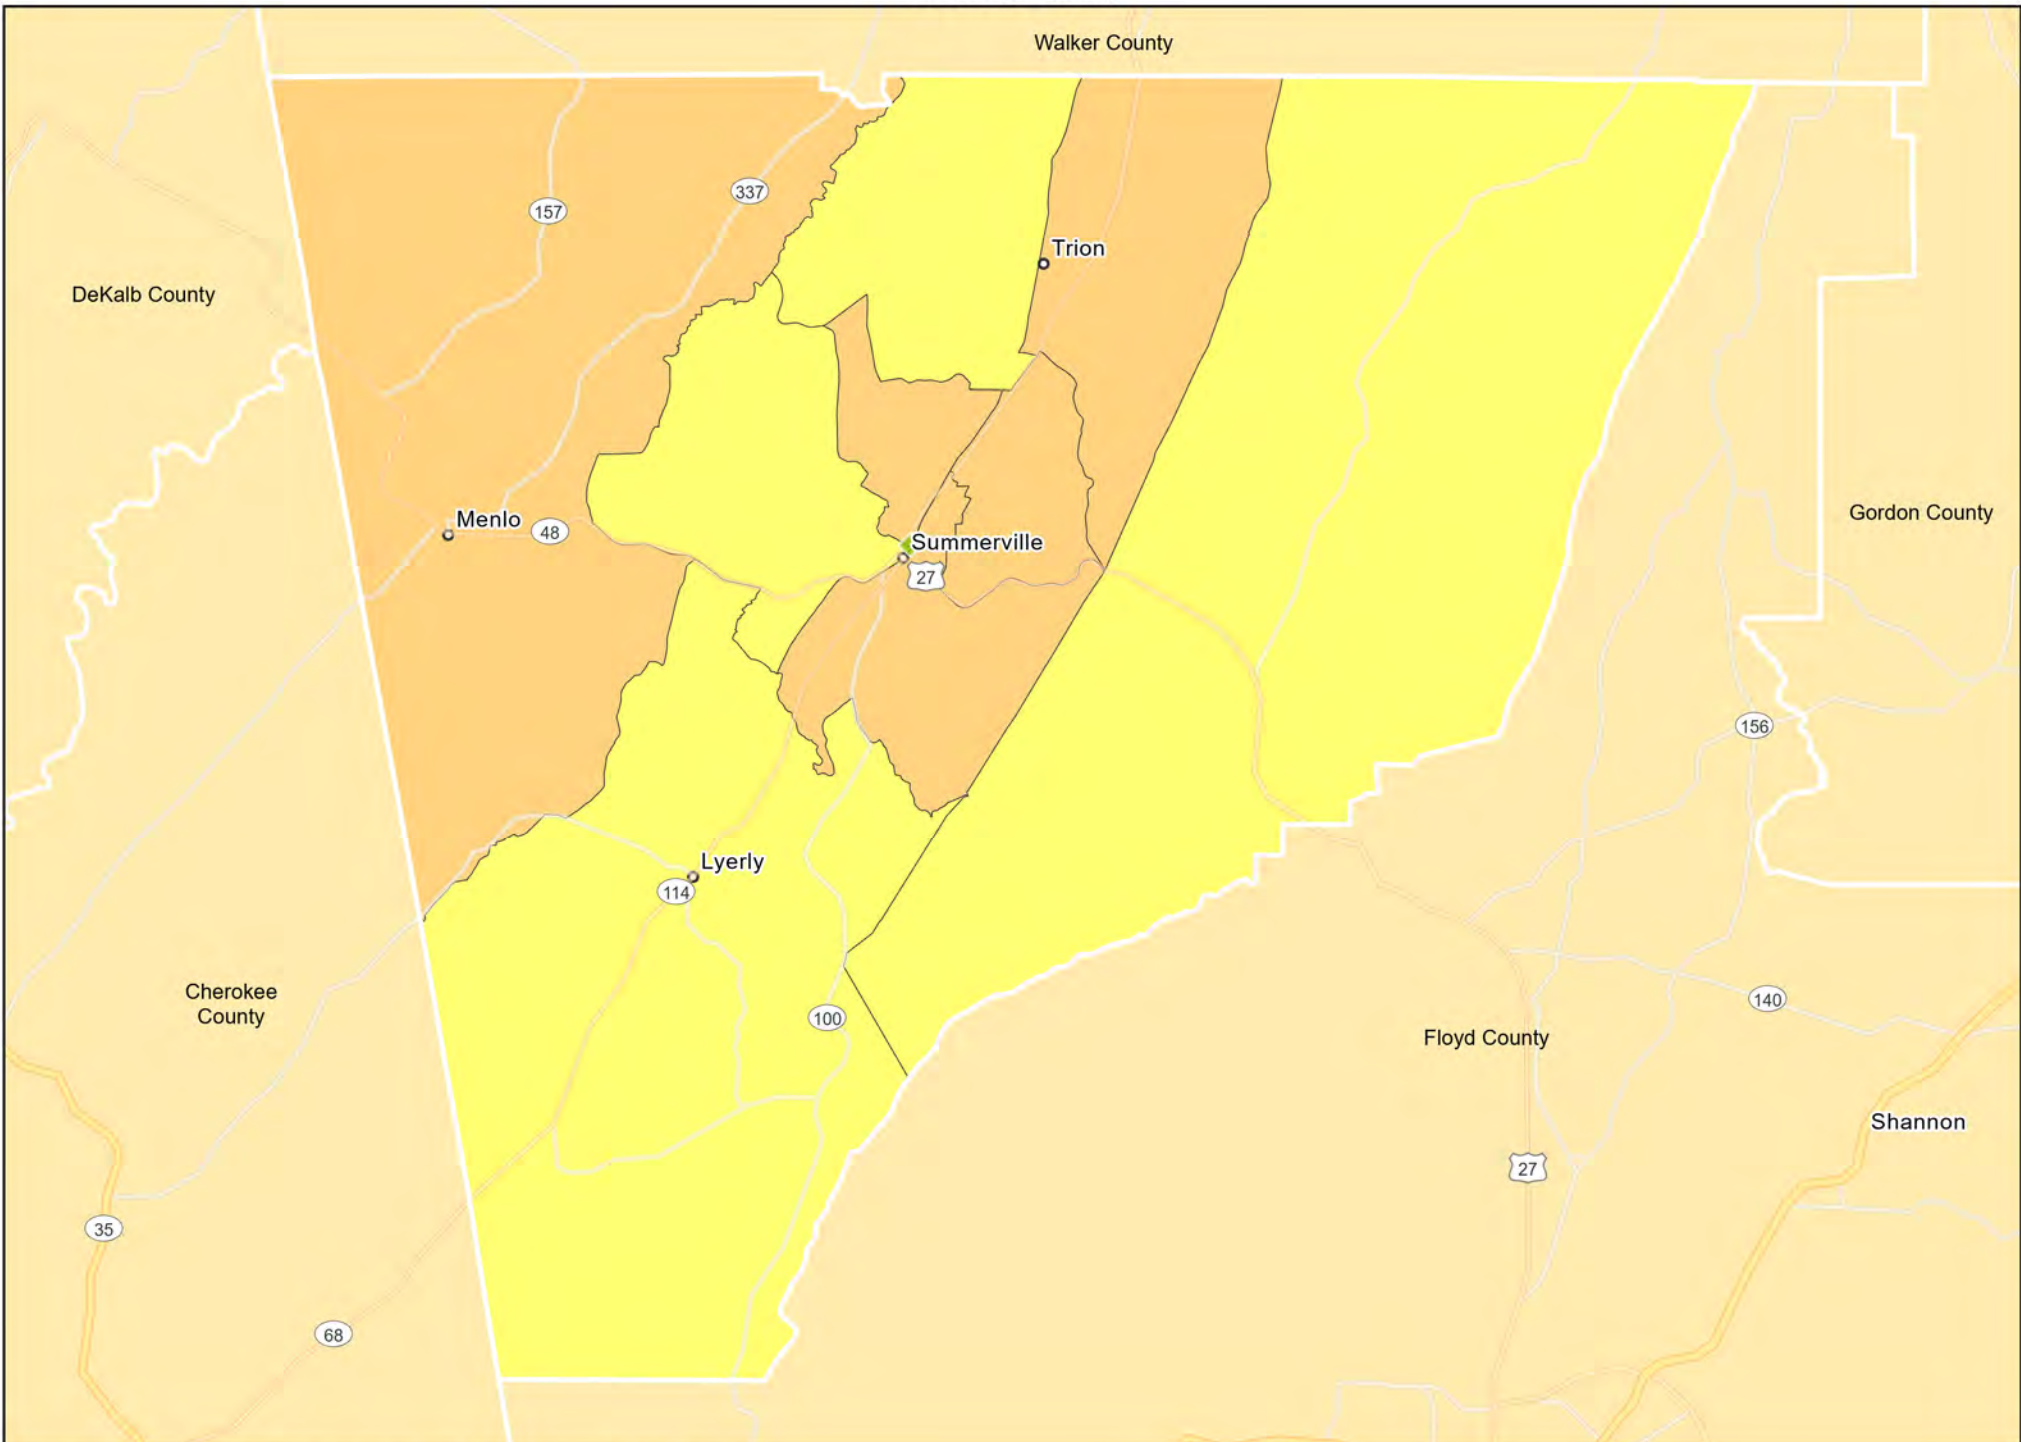 Walker County
337
157
Trion
DeKalb County
Gordon County
Menlo
48
Summerville
27
156
Lyerly
114
Cherokee
County
140
100
Floyd County
Shannon
27
35
68